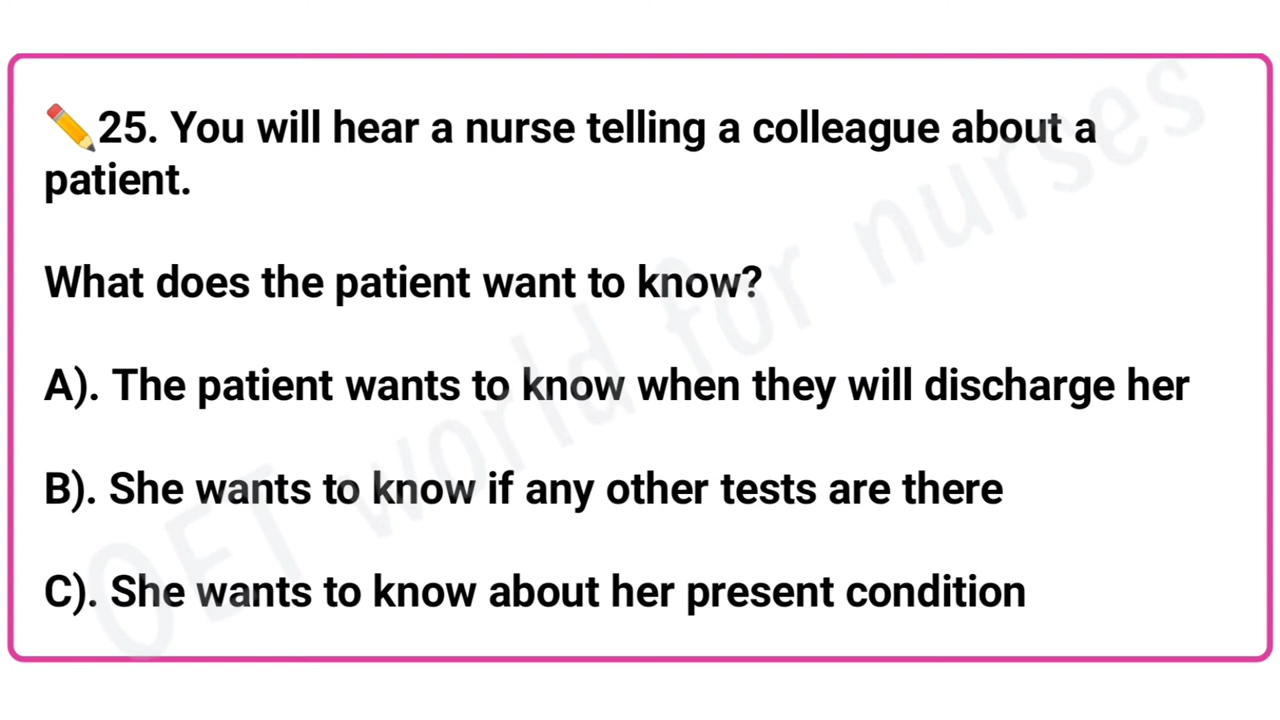 ✏️25. You will hear a nurse telling a colleague about a
patient.
What does the patient want to know?
A). The patient wants to know when they will discharge her
B). She wants to know if any other tests are there
C). She wants to know about her present condition
OET world for nurses